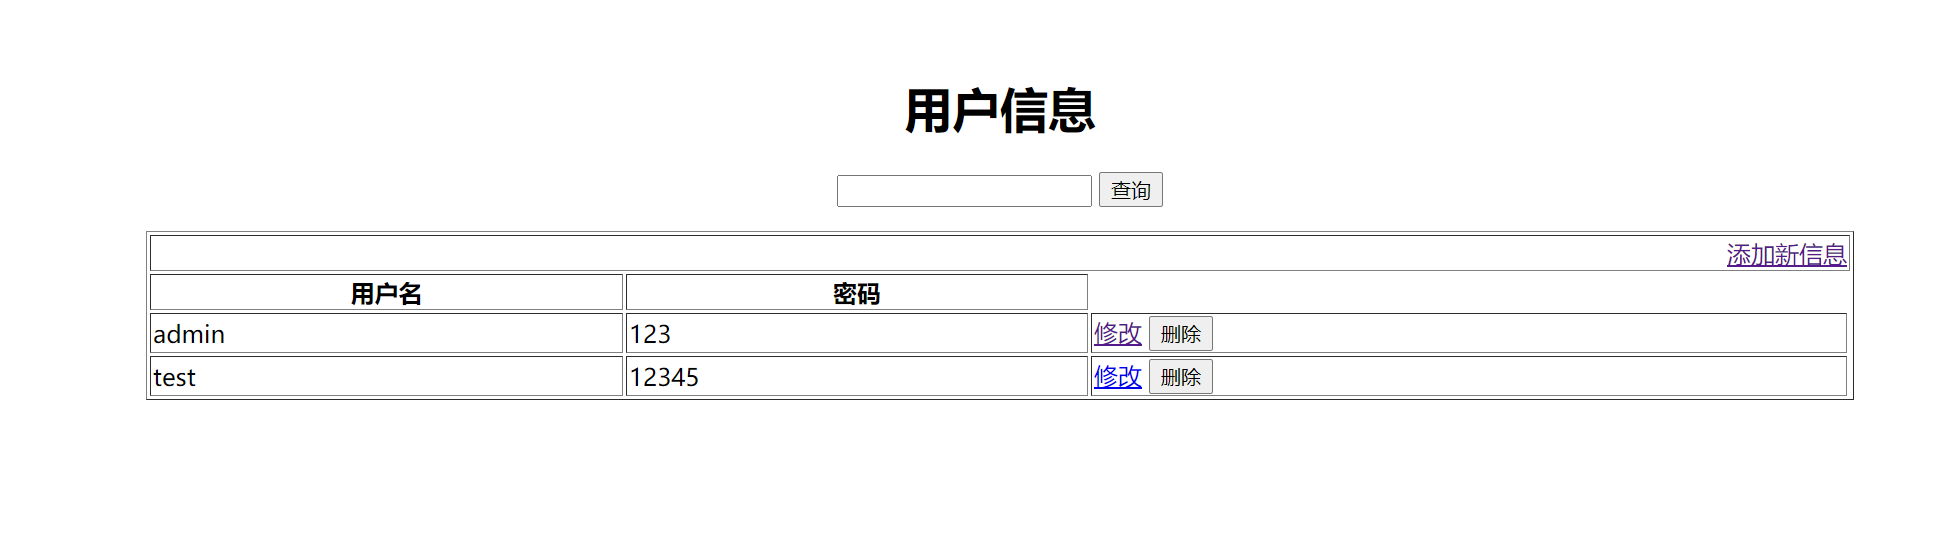 用户信息
查询
添加新信息
用户名 密码
admin 123 修改 删除
test 12345 修改 删除